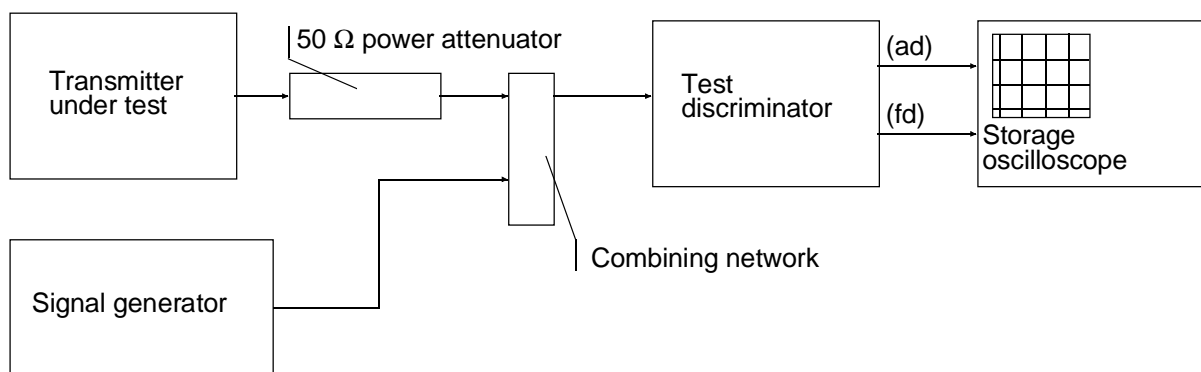 50 Ω power attenuator
Transmitter
under test
Test
discriminator
(ad)
(fd)
Storage
oscilloscope
Combining network
Signal generator